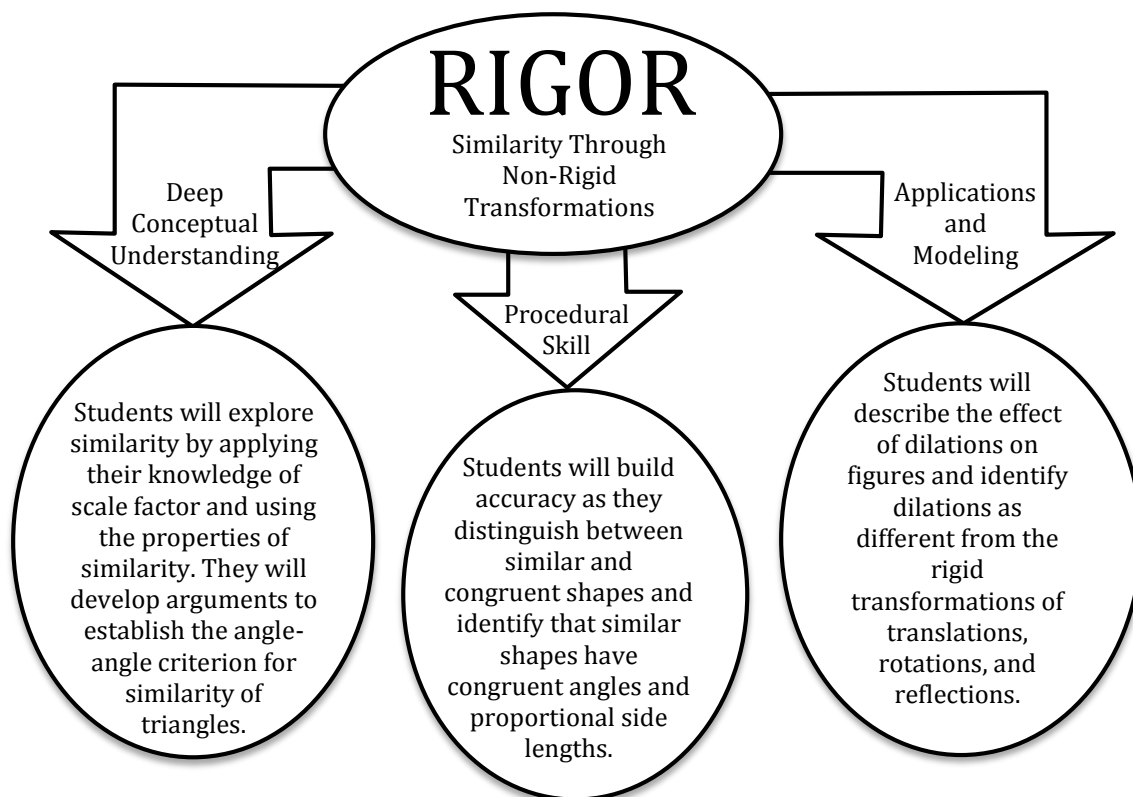 RIGOR
Similarity Through
Non-Rigid
Transformations
Deep
Conceptual
Understanding
Procedural
Skill
Applications
and
Modeling
Students will explore
similarity by applying
their knowledge of
scale factor and using
the properties of
similarity. They will
develop arguments to
establish the angle-
angle criterion for
similarity of
triangles.
Students will build
accuracy as they
distinguish between
similar and
congruent shapes and
identify that similar
shapes have
congruent angles and
proportional side
lengths.
Students will
describe the effect
of dilations on
figures and identify
dilations as
different from the
rigid
transformations of
translations,
rotations, and
reflections.